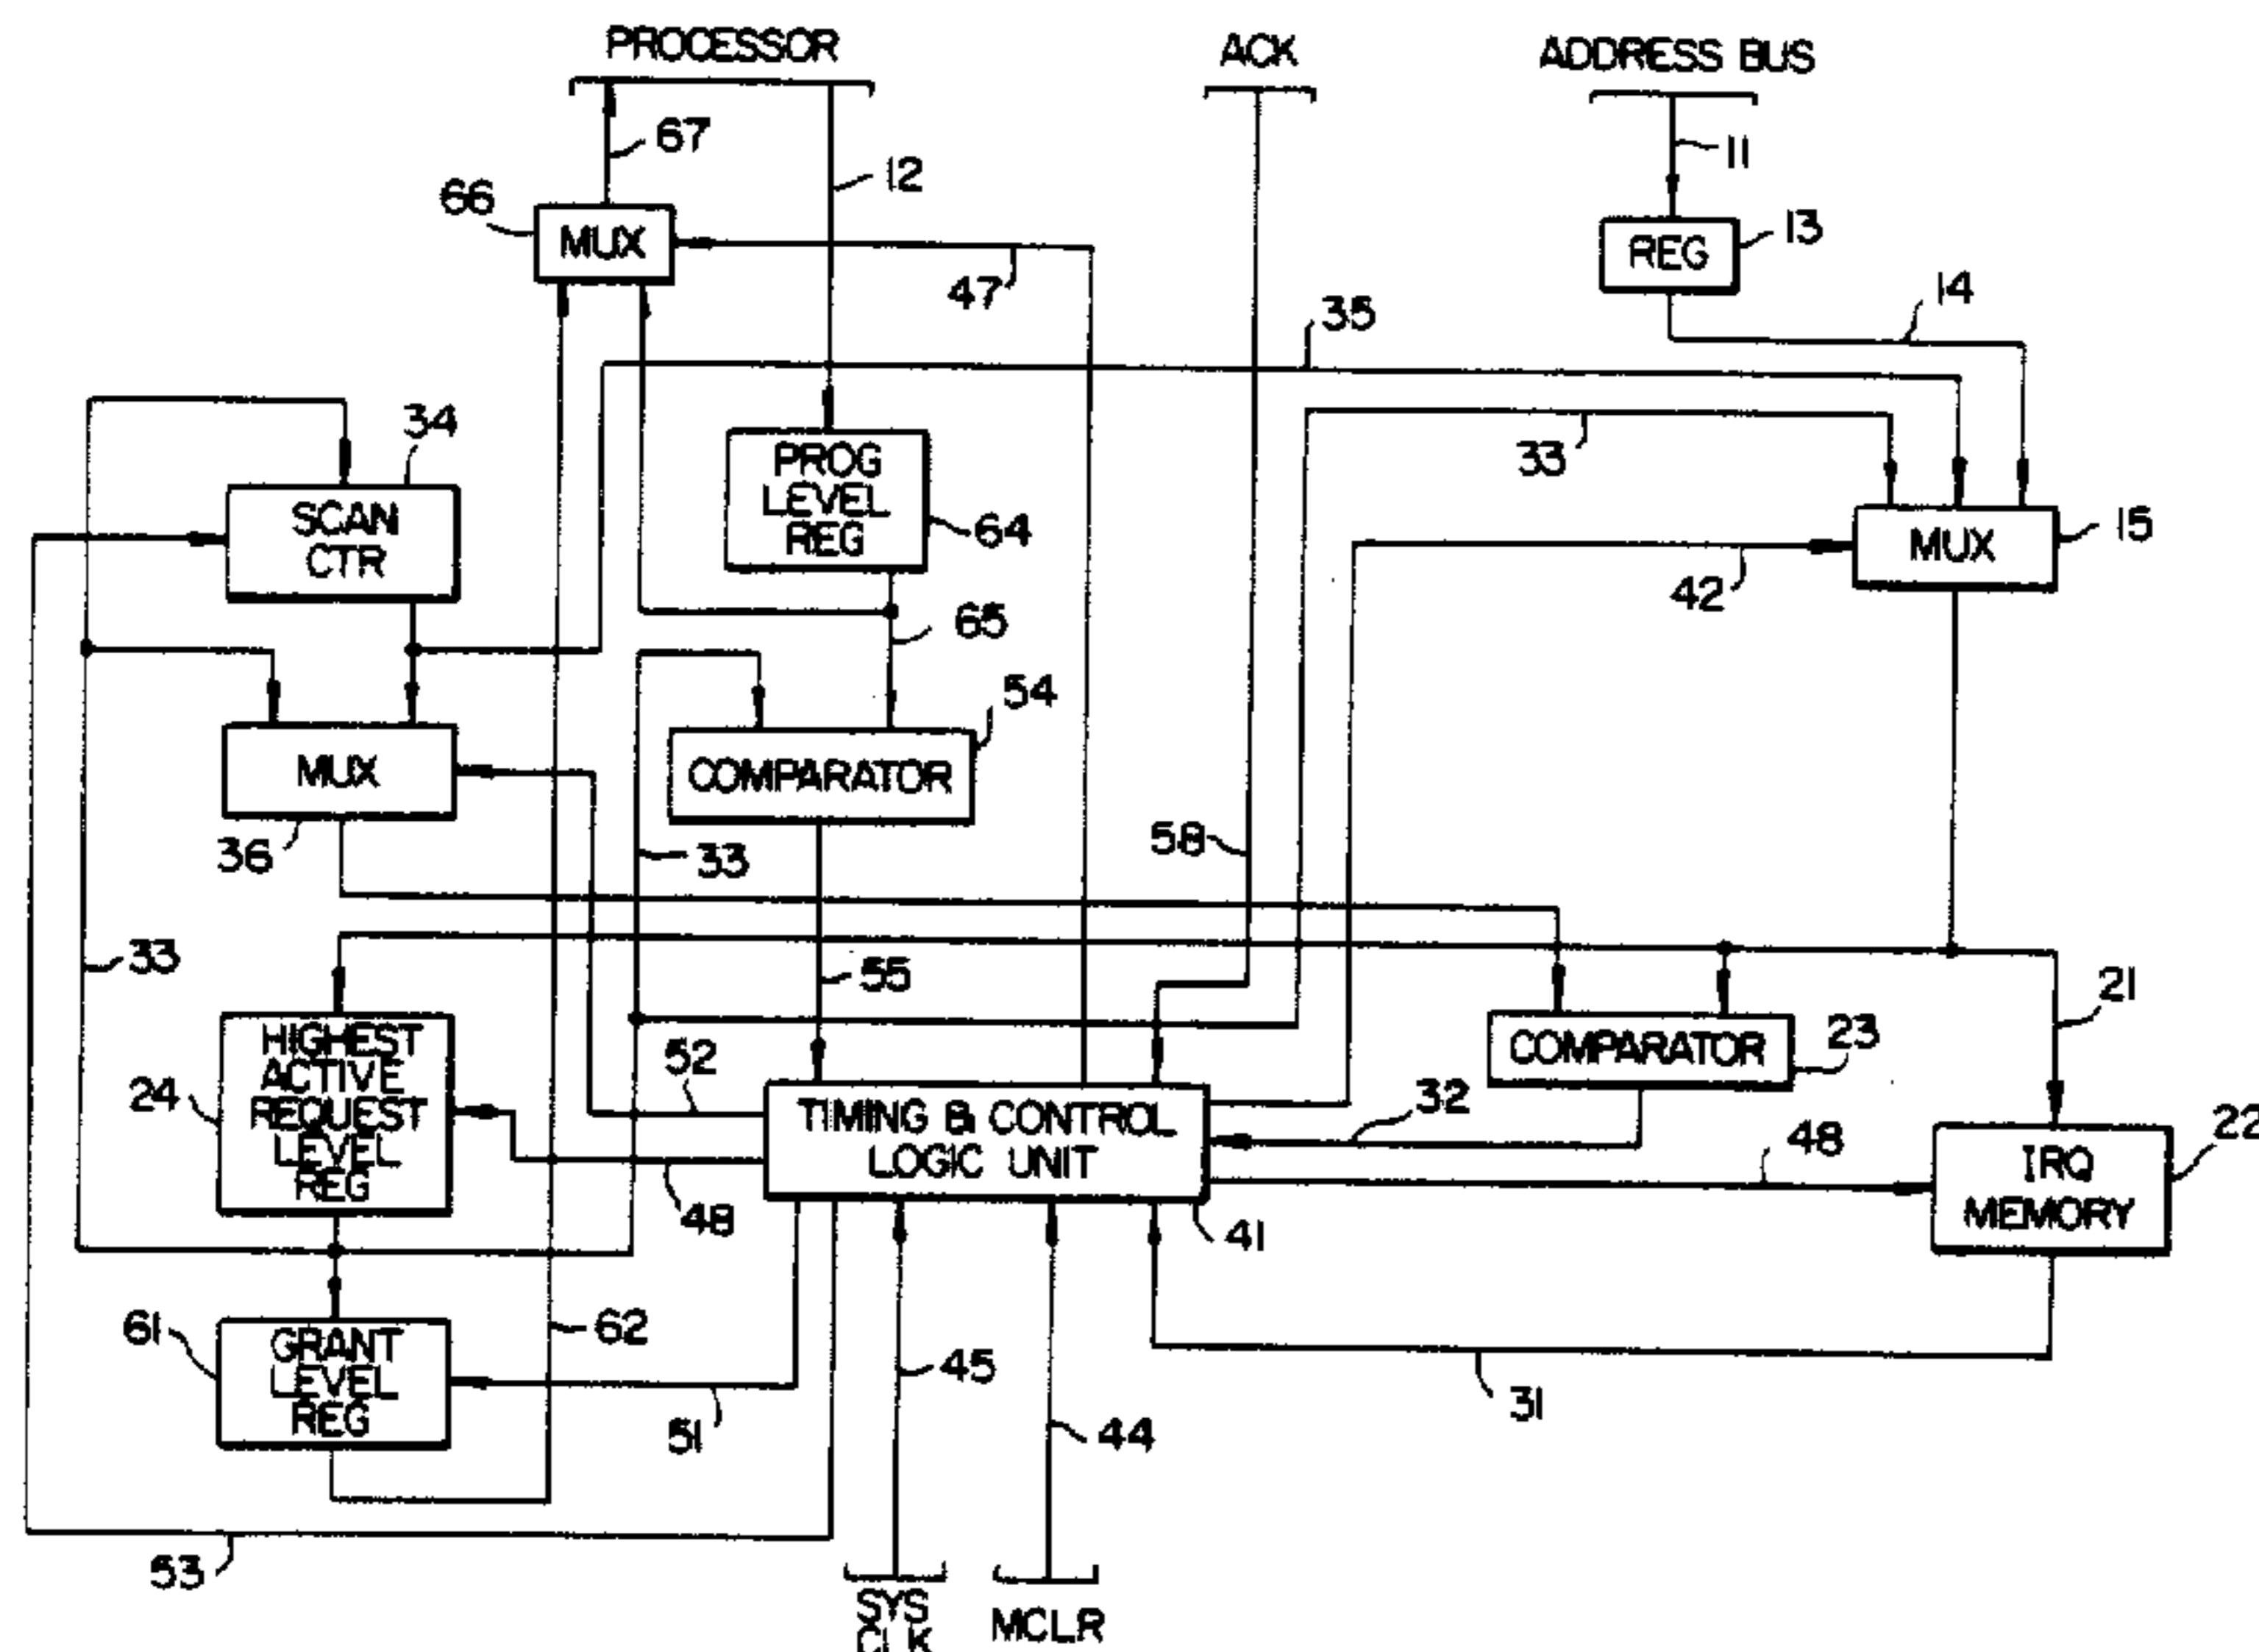 PROCESSOR
ACK
ADDRESS BUS
67
12
11
66
MUX
REG
13
47
35
14
34
33
SCAN
CTR
PROG
LEVEL
REG
64
MUX
15
42
65
54
MUX
COMPARATOR
36
33
58
33
55
21
HIGHEST
ACTIVE
REQUEST
LEVEL
REG
24
52
COMPARATOR
23
TIMING & CONTROL
LOGIC UNIT
32
48
IRQ
MEMORY
22
48
41
61
GRANT
LEVEL
REG
62
45
51
44
31
53
SYS
CLK
MCLR